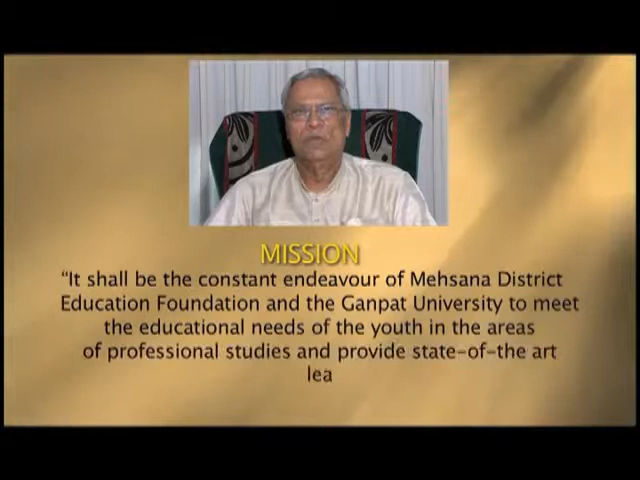 MISSION
“It shall be the constant endeavour of Mehsana District
Education Foundation and the Ganpat University to meet
the educational needs of the youth in the areas
of professional studies and provide state-of-the art
lea